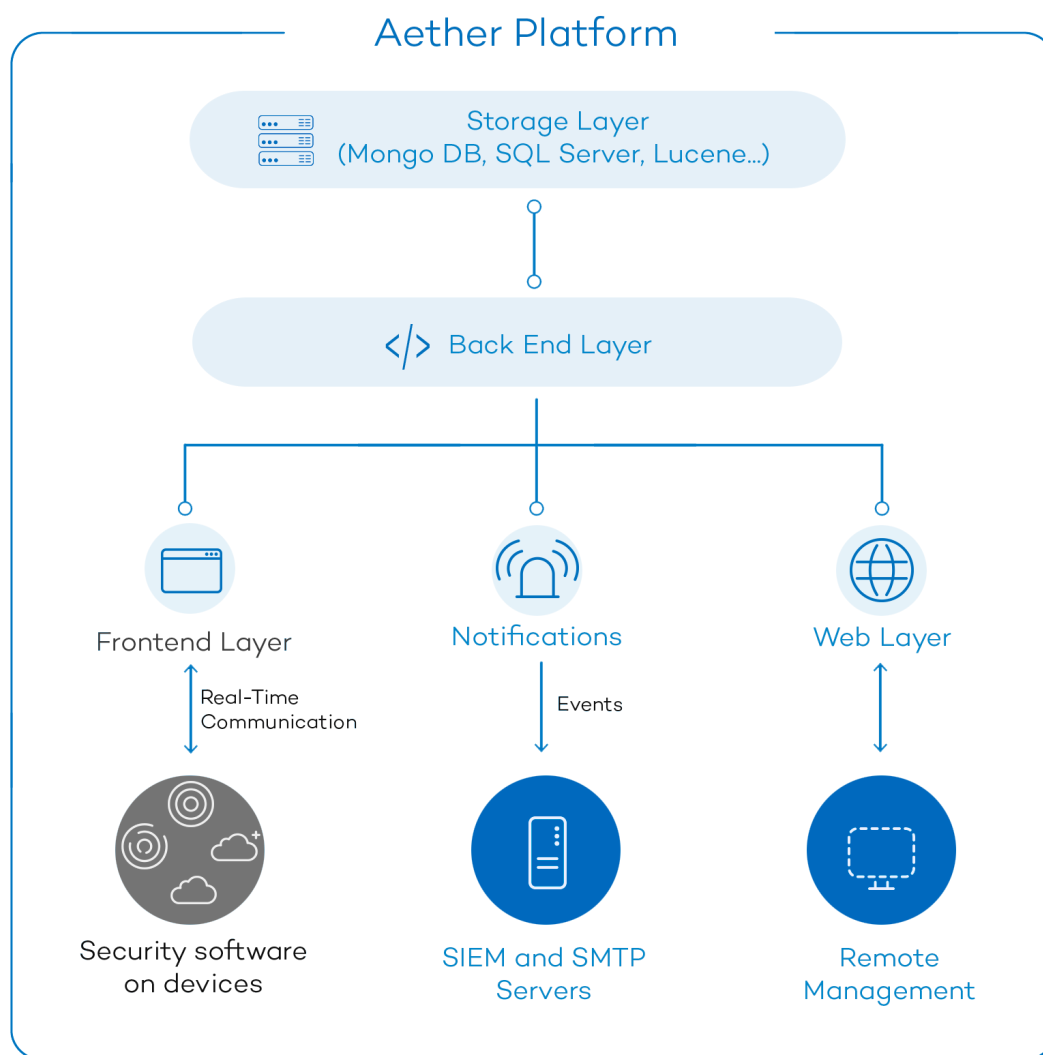 Aether Platform
Storage Layer
(Mongo DB, SQL Server, Lucene...)
</> Back End Layer
Frontend Layer
Notifications
Web Layer
Real-Time
Communication
Events
Security software
on devices
SIEM and SMTP
Servers
Remote
Management